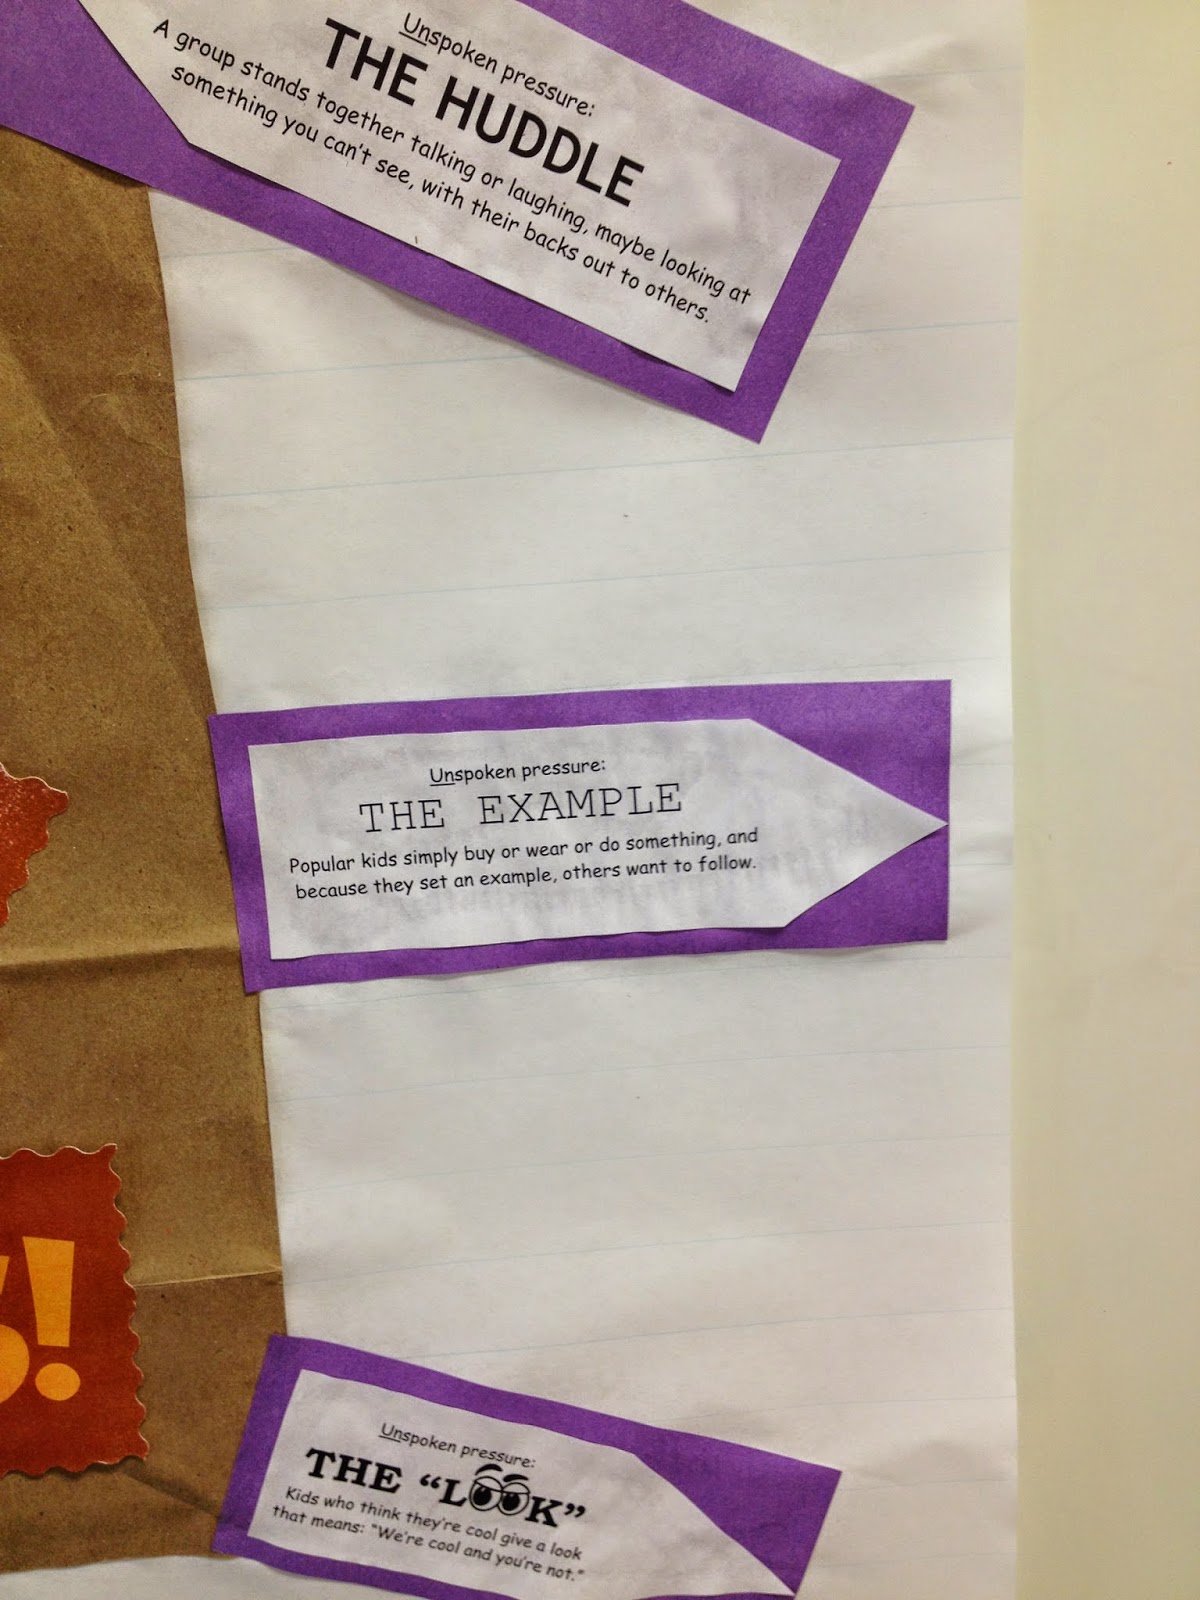 Unspoken pressure:
THE HUDDLE
A group stands together talking or laughing, maybe looking at
something you can't see, with their backs out to others.
Unspoken pressure:
THE EXAMPLE
Popular kids simply buy or wear or do something, and
because they set an example, others want to follow.
!
Unspoken pressure:
THE "LOOK"
Kids who think they're cool give a look
that means: "We're cool and you're not."